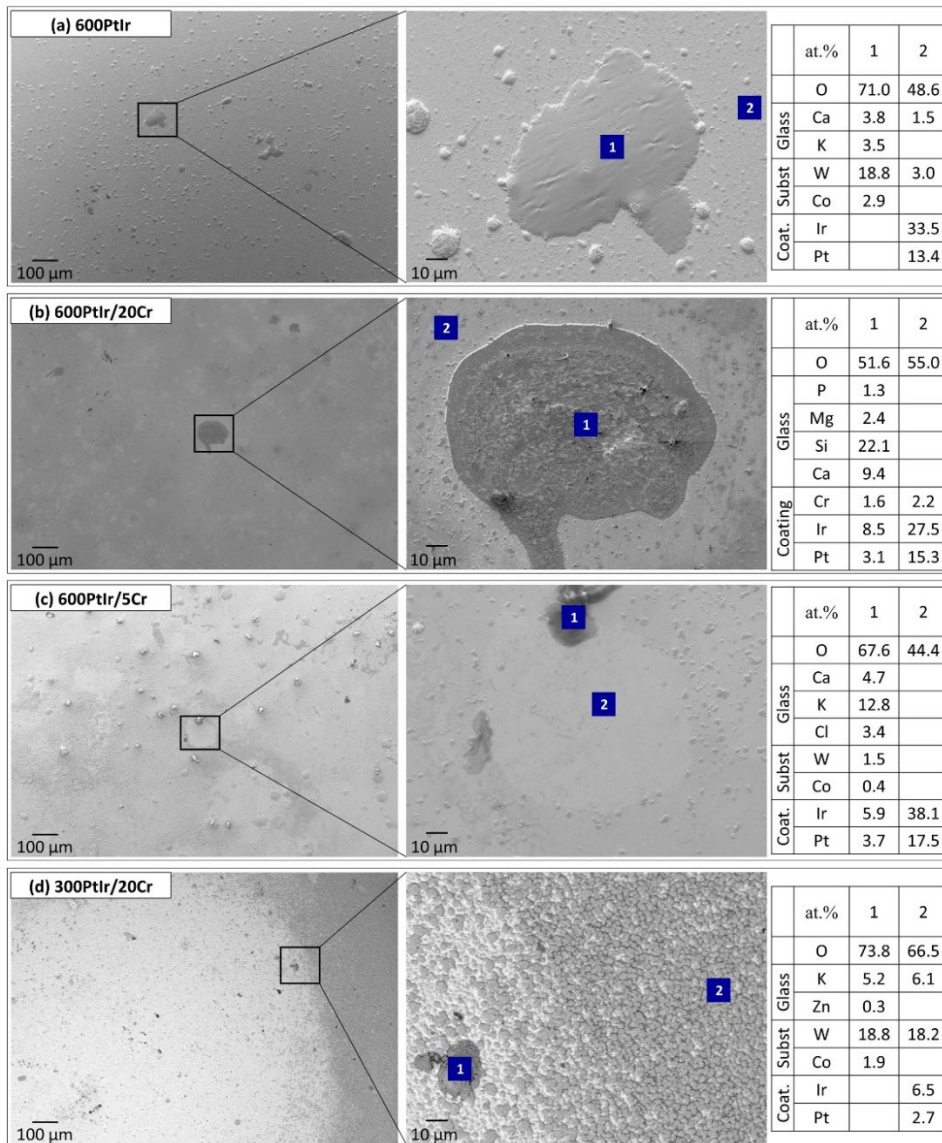 (a) 600PtIr
100 µm
1
2
10 µm
at.% 1 2
O 71.0 48.6
Glass Ca 3.8 1.5
K 3.5
Subst W 18.8 3.0
Co 2.9
Coat. Ir 33.5
Pt 13.4
(b) 600PtIr/20Cr
100 µm
2
1
10 µm
at.% 1 2
O 51.6 55.0
Glass P 1.3
Mg 2.4
Si 22.1
Ca 9.4
Coating Cr 1.6 2.2
Ir 8.5 27.5
Pt 3.1 15.3
(c) 600PtIr/5Cr
100 µm
1
2
10 µm
at.% 1 2
O 67.6 44.4
Glass Ca 4.7
K 12.8
Cl 3.4
Subst W 1.5
Co 0.4
Coat. Ir 5.9 38.1
Pt 3.7 17.5
(d) 300PtIr/20Cr
100 µm
2
1
10 µm
at.% 1 2
O 73.8 66.5
Glass K 5.2 6.1
Zn 0.3
Subst W 18.8 18.2
Co 1.9
Coat. Ir 6.5
Pt 2.7